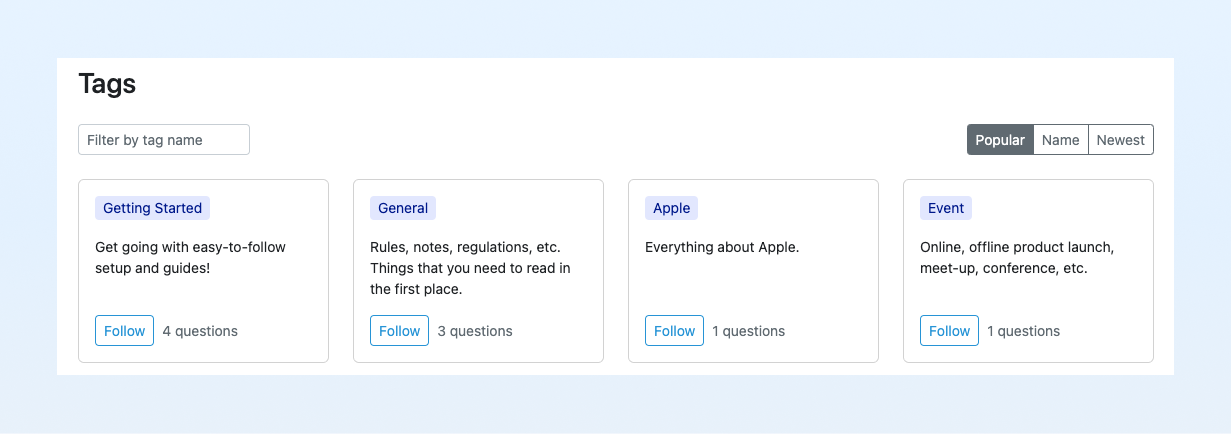 Tags
Filter by tag name
Popular
Name
Newest
Getting Started
Get going with easy-to-follow
setup and guides!
Follow
4 questions
General
Rules, notes, regulations, etc.
Things that you need to read in
the first place.
Follow
3 questions
Apple
Everything about Apple.
Follow
1 questions
Event
Online, offline product launch,
meet-up, conference, etc.
Follow
1 questions